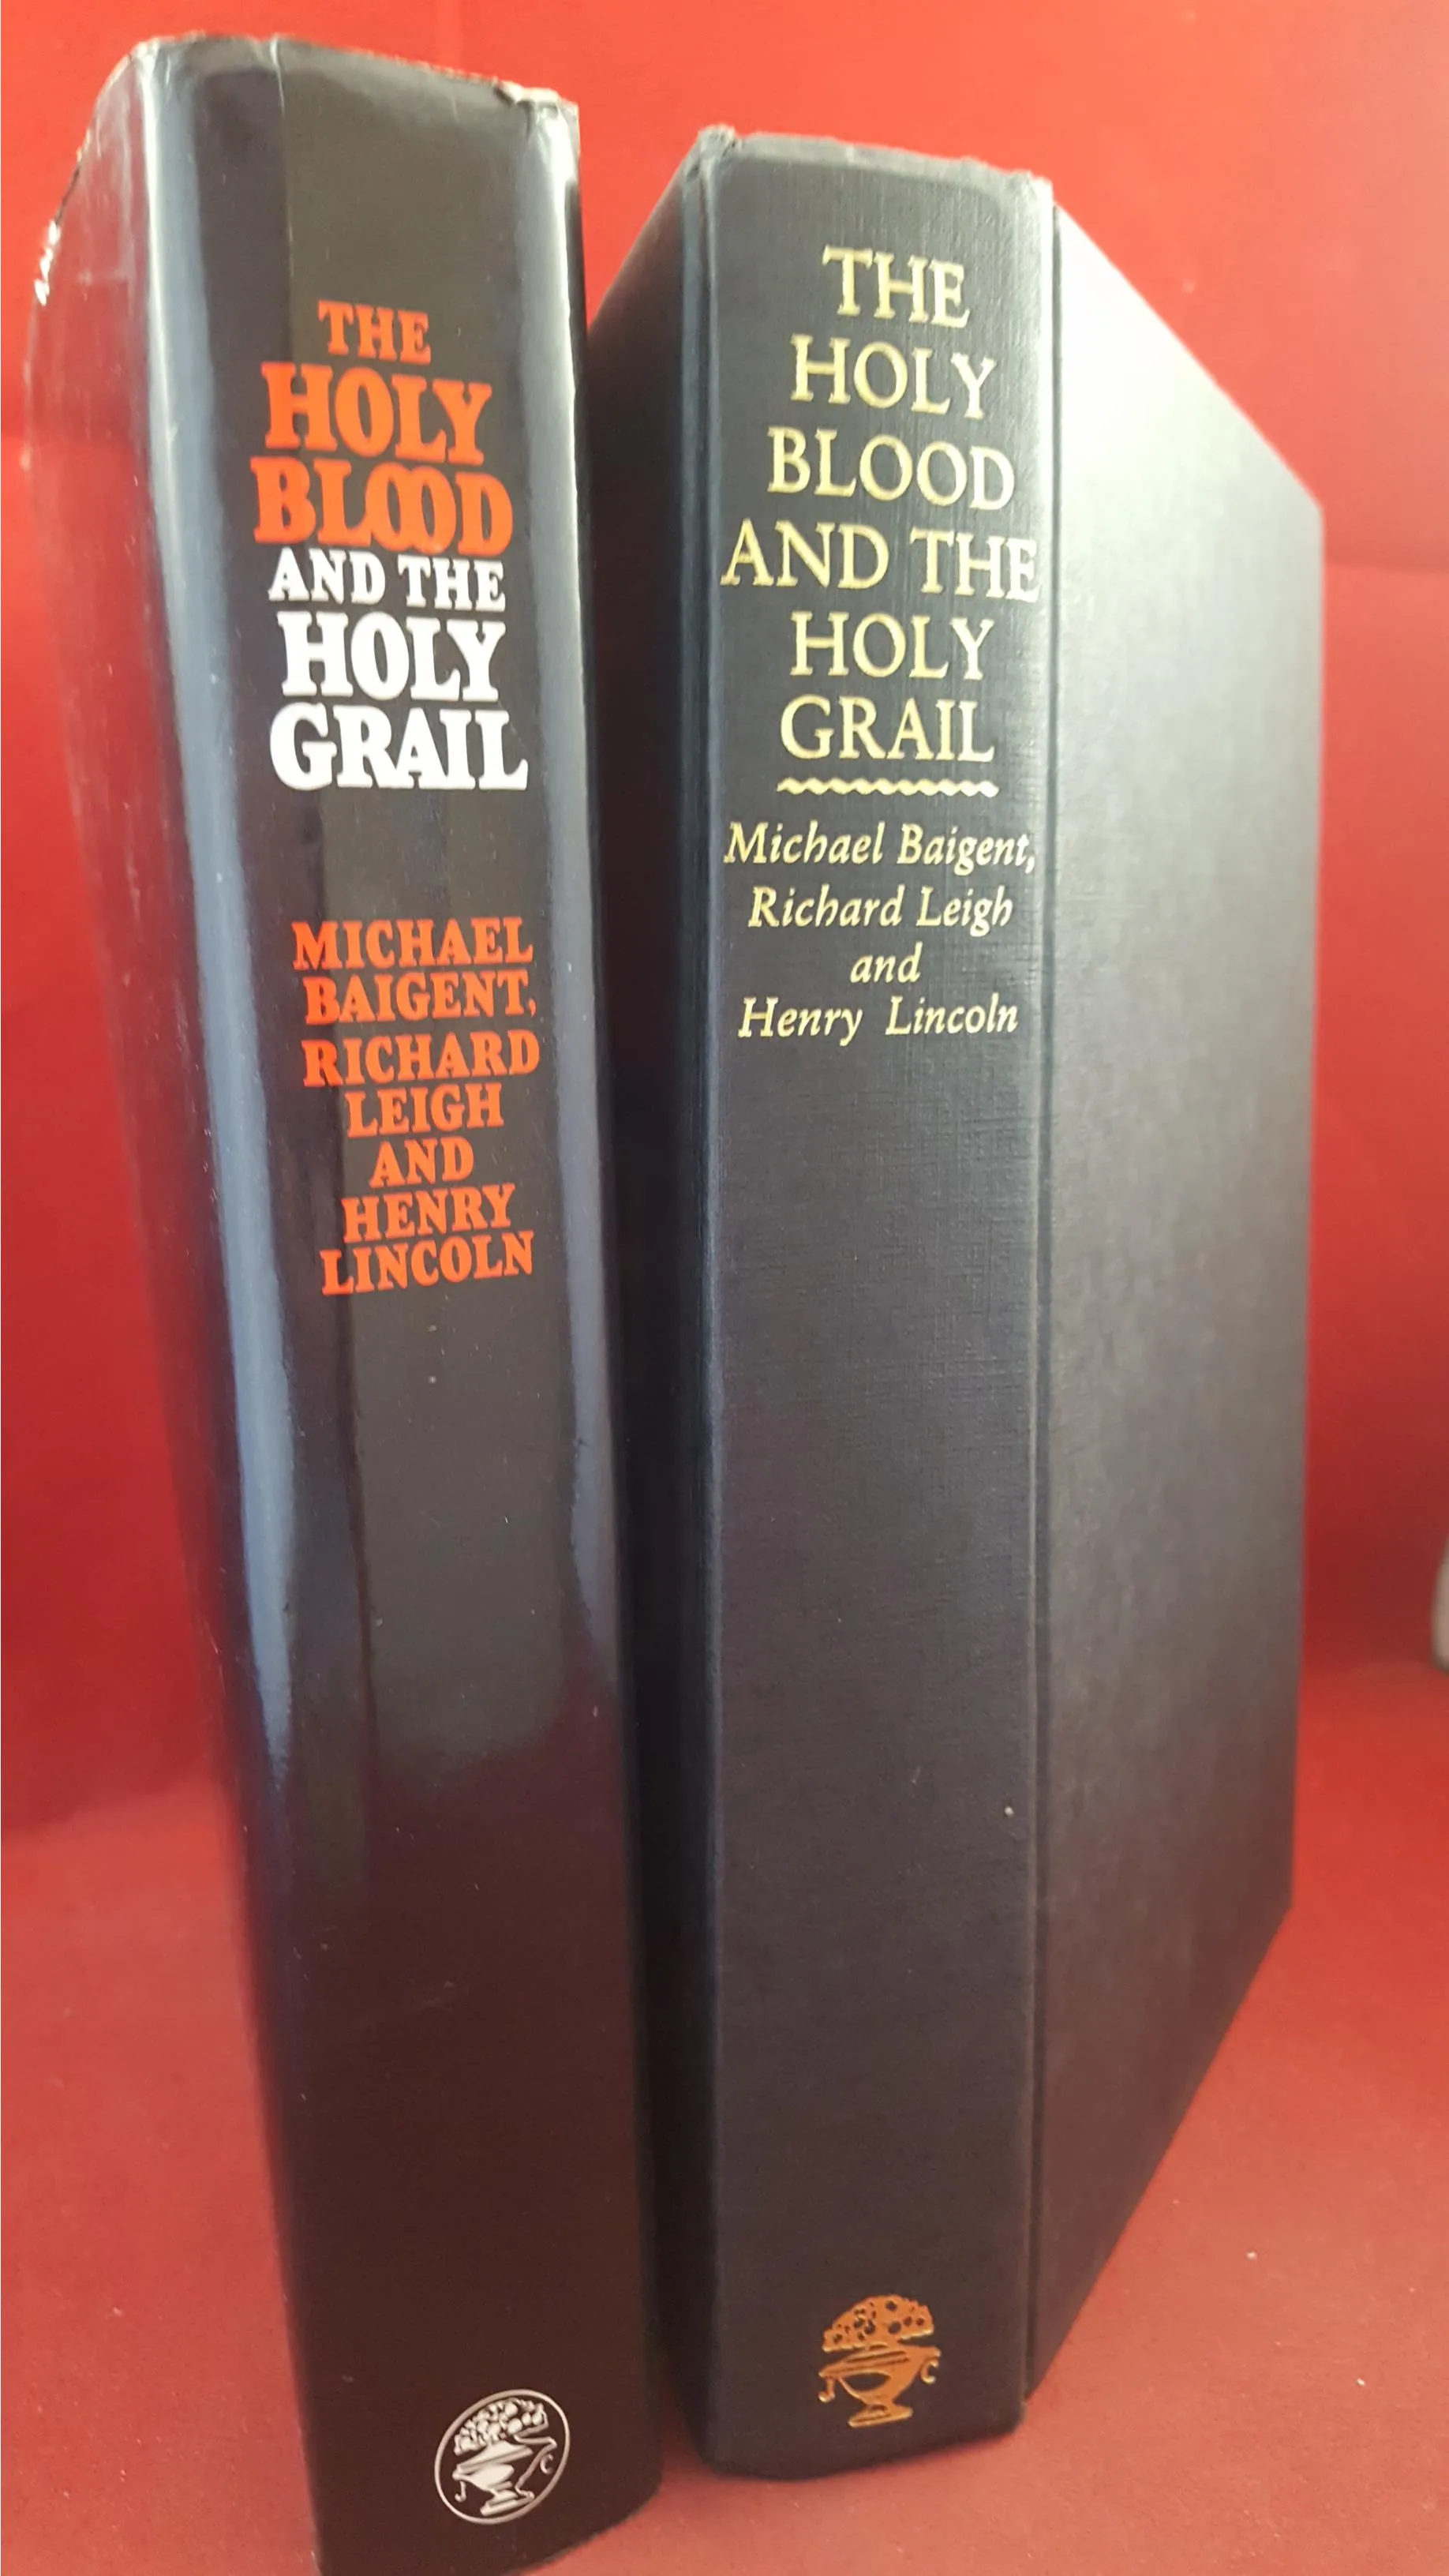 THE
HOLY
BLOOD
AND THE
HOLY
GRAIL
MICHAEL
BAIGENT,
RICHARD
LEIGH
AND
HENRY
LINCOLN
J C
THE
HOLY
BLOOD
AND THE
HOLY
GRAIL
Michael Baigent,
Richard Leigh
and
Henry Lincoln
J C